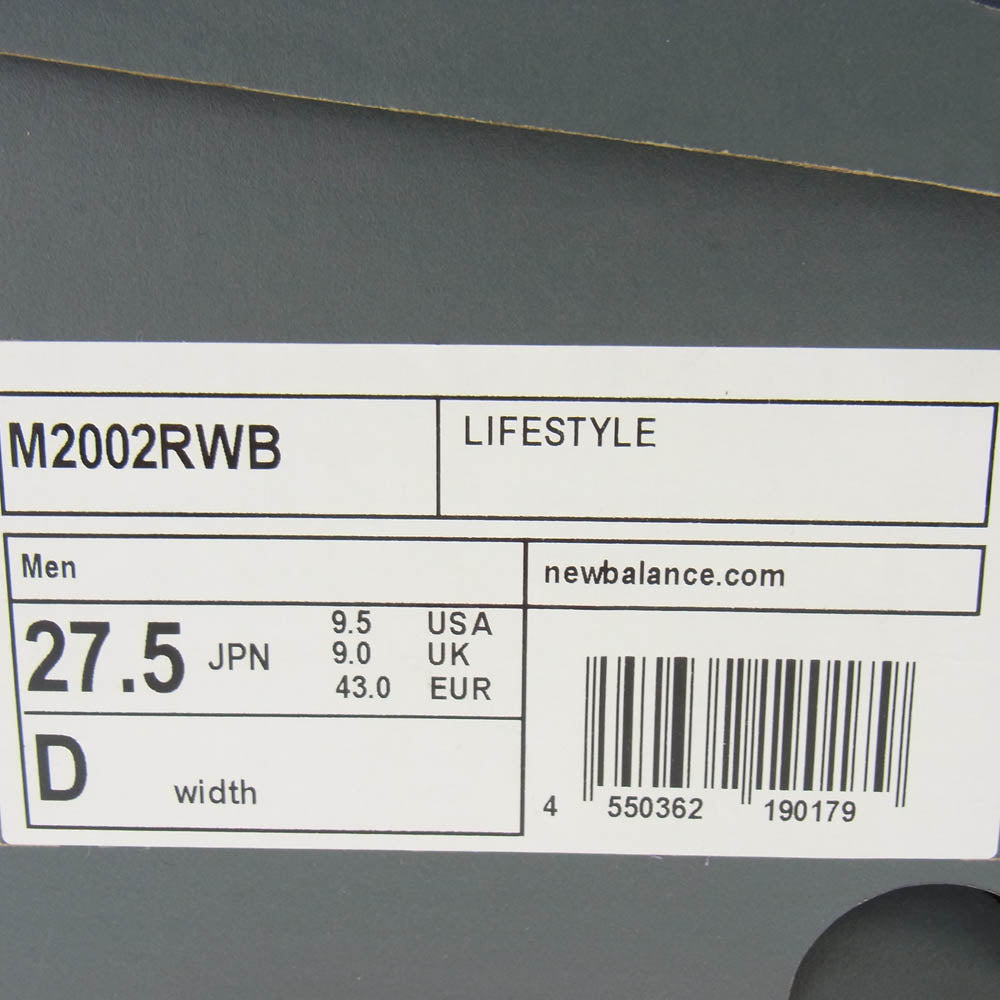 M2002RWB
LIFESTYLE
Men
newbalance.com
27.5 JPN
9.5 USA
9.0 UK
43.0 EUR
D width
4 550362 190179